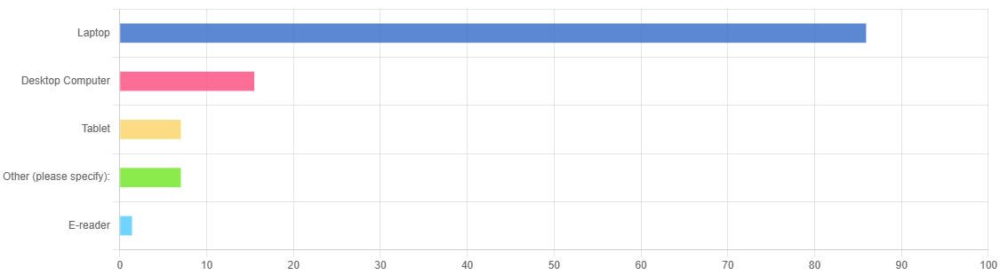 Laptop
Desktop Computer
Tablet
Other (please specify):
E-reader
0 10 20 30 40 50 60 70 80 90 100